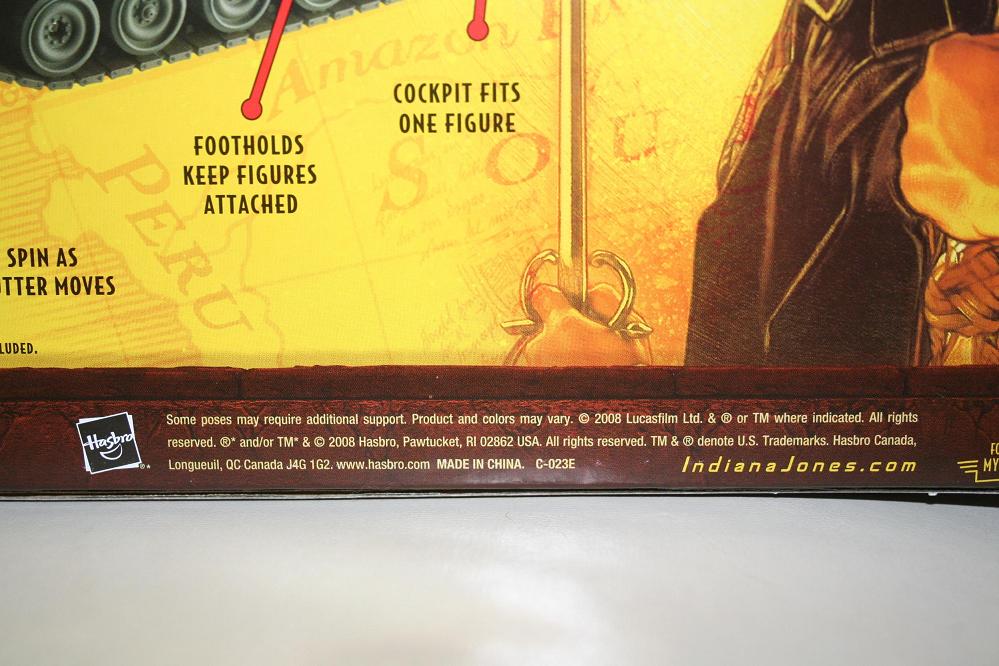 Amazon
COCKPIT FITS
ONE FIGURE
FOOTHOLDS
KEEP FIGURES
ATTACHED
S O U
PERU
SPIN AS
TTER MOVES
LUDED.
Hasbro
®*
Some poses may require additional support. Product and colors may vary. © 2008 Lucasfilm Ltd. & ® or TM where indicated. All rights
reserved. ®* and/or TM* & © 2008 Hasbro, Pawtucket, RI 02862 USA. All rights reserved. TM & ® denote U.S. Trademarks. Hasbro Canada,
Longueuil, QC Canada J4G 1G2. www.hasbro.com MADE IN CHINA. C-023E
IndianaJones.com
FO
MY